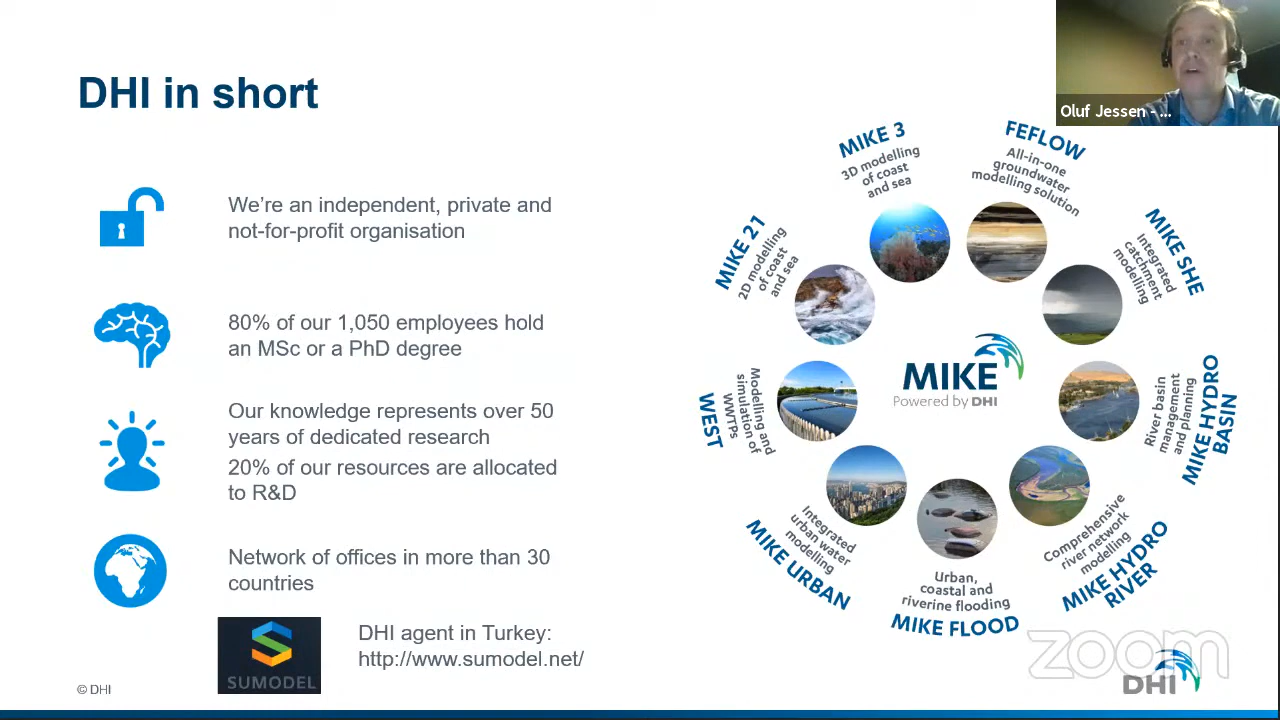 DHI in short
Oluf Jessen - ...
We're an independent, private and
not-for-profit organisation
80% of our 1,050 employees hold
an MSc or a PhD degree
Our knowledge represents over 50
years of dedicated research
20% of our resources are allocated
to R&D
Network of offices in more than 30
countries
SUMODEL
DHI agent in Turkey:
http://www.sumodel.net/
© DHI
MIKE 3
3D modelling
of coast
and sea
FEFLOW
All-in-one
groundwater
modelling solution
MIKE SHE
Integrated
catchment
modelling
MIKE HYDRO
BASIN
River basin
management
and planning
MIKE HYDRO
RIVER
Comprehensive
river network
modelling
MIKE FLOOD
Urban,
coastal and
riverine flooding
MIKE URBAN
Integrated
urban water
modelling
WEST
Modelling and
simulation of
WWTPs
MIKE 21
2D modelling
of coast
and sea
MIKE
Powered by DHI
zoom
DHI